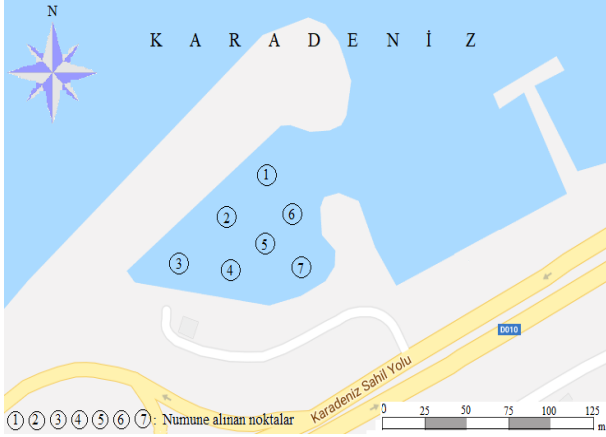 N
K A R A D E N İ Z
1
2
6
5
3
4
7
D010
Karadeniz Sahil Yolu
1 2 3 4 5 6 7 : Numune alınan noktalar
0 25 50 75 100 125
m